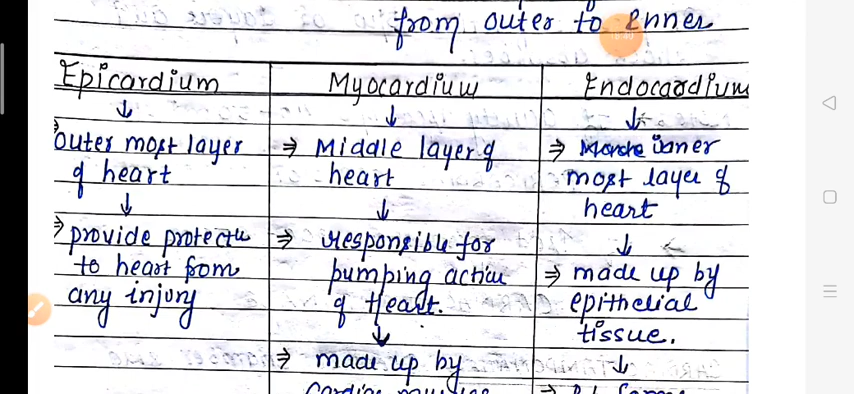 from outer to Enner
Epicardium
↓
⇒ outer most layer
of heart
↓
⇒ provide
to heart from
any injury
Myocardium
↓
⇒ Middle layer of
heart
↓
⇒ responsible for
pumping action
of Heart.
↓
⇒ made up by
Endocardium
↓
⇒ inner
most layer of
heart
↓
⇒ made up by
epithelial
tissue.
↓